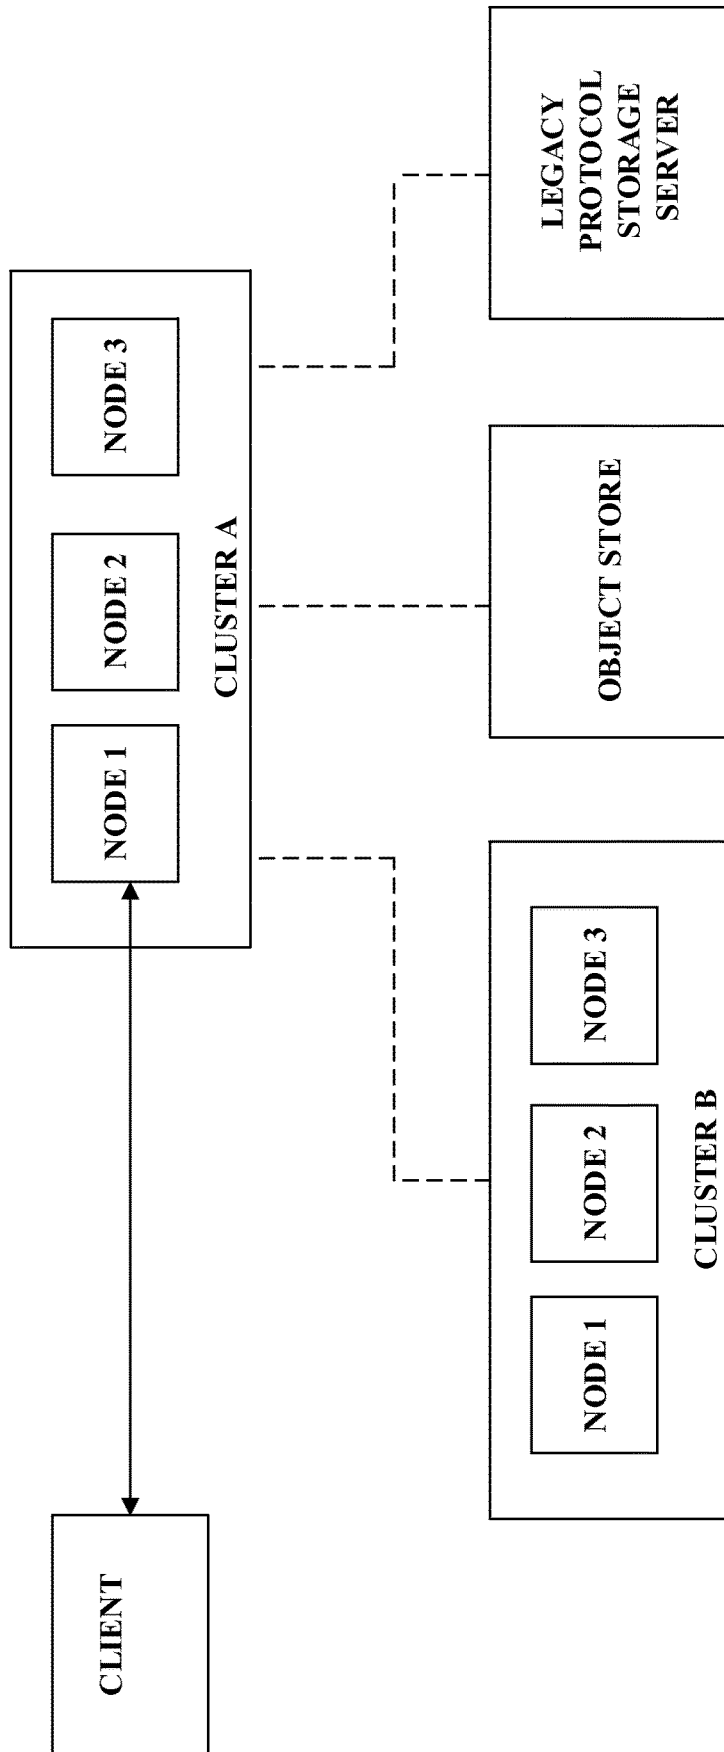 CLIENT
NODE 1
NODE 2
NODE 3
CLUSTER A
NODE 1
NODE 2
NODE 3
CLUSTER B
OBJECT STORE
LEGACY
PROTOCOL
STORAGE
SERVER